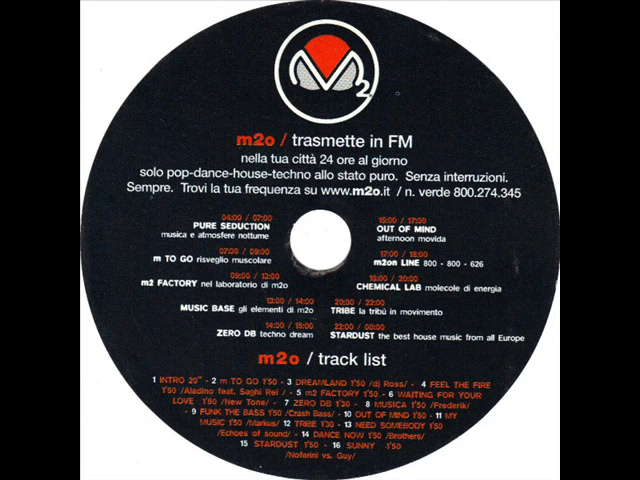 M2
m2o / trasmette in FM
nella tua città 24 ore al giorno
solo pop-dance-house-techno allo stato puro. Senza interruzioni.
Sempre. Trovi la tua frequenza su www.m2o.it / n. verde 800.274.345
04:00 / 07:00
PURE SEDUCTION
musica e atmosfere notturne
07:00 / 09:00
m TO GO risveglio muscolare
09:00 / 12:00
m2 FACTORY nel laboratorio di m2o
13:00 / 14:00
MUSIC BASE gli elementi di m2o
14:00 / 15:00
ZERO DB techno dream
15:00 / 17:00
OUT OF MIND
afternoon movida
17:00 / 18:00
m2on LINE 800 - 800 - 626
18:00 / 20:00
CHEMICAL LAB molecole di energia
20:00 / 22:00
TRIBE la tribù in movimento
22:00 / 00:00
STARDUST the best house music from all Europe
m2o / track list
1 INTRO 20" - 2 m TO GO 1'50 - 3 DREAMLAND 1'50 /dj Ross/ - 4 FEEL THE FIRE
1'50 /Aladino feat. Saghi Rei / - 5 m2 FACTORY 1'50 - 6 WAITING FOR YOUR
LOVE 1'50 /New Tone/ - 7 ZERO DB 1'30 - 8 MUSICA 1'50 /Frederik/
- 9 FUNK THE BASS 1'50 /Crash Bass/ - 10 OUT OF MIND 1'50 - 11 MY
MUSIC 1'50 /Markus/ - 12 TRIBE 1'30 - 13 NEED SOMEBODY 1'50
/Echoes of sound/ - 14 DANCE NOW 1'50 /Brothers/
15 STARDUST 1'50 - 16 SUNNY 1'50
/Noferini vs. Guy/